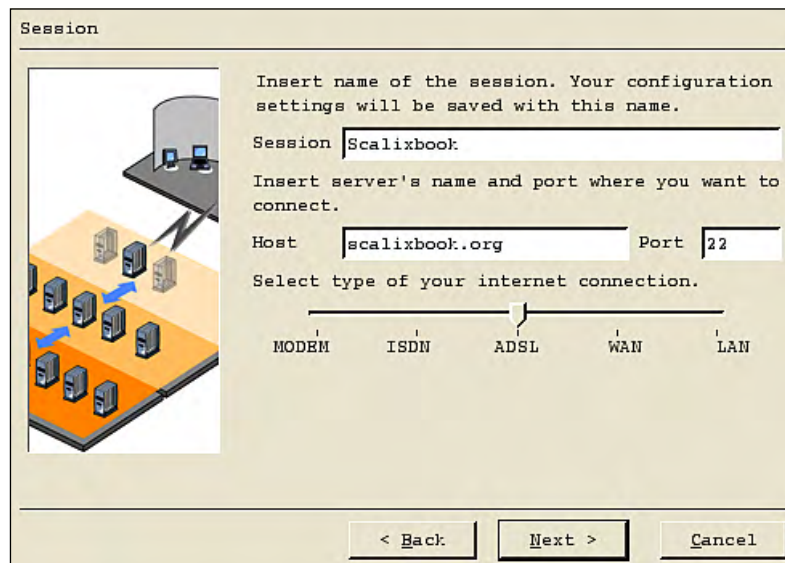 Session
Insert name of the session. Your configuration
settings will be saved with this name.
Session Scalixbook
Insert server's name and port where you want to
connect.
Host scalixbook.org Port 22
Select type of your internet connection.
MODEM ISDN ADSL WAN LAN
< Back Next > Cancel